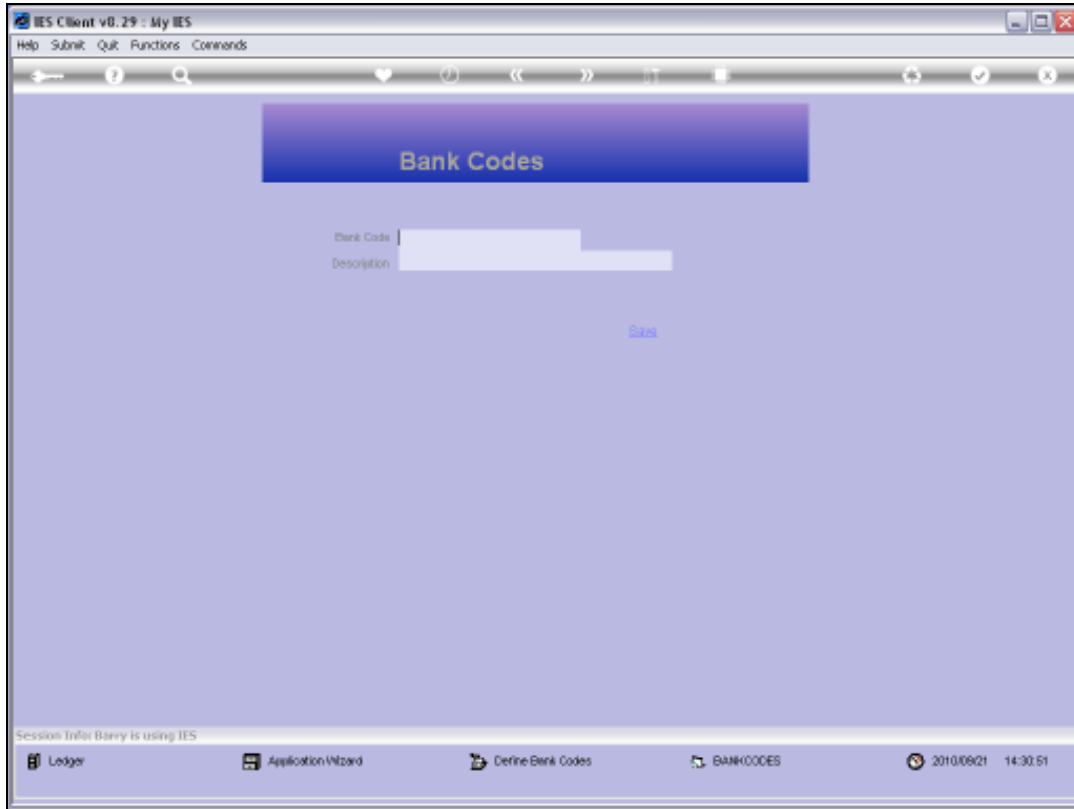 IES Client v8.29 : My IES
Help Submit Quit Functions Commands
Bank Codes
Bank Code
Description
Save
Session Info: Barry is using IES
Ledger Application Wizard Define Bank Codes BANKCODES 2010/09/21 14:30:51